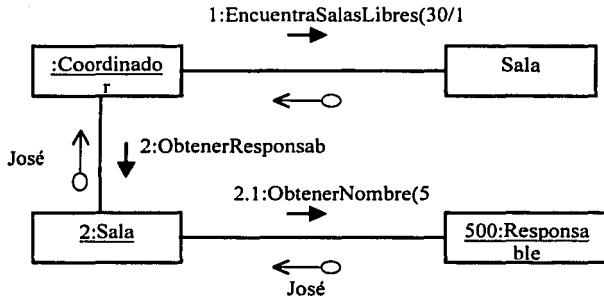 1:EncuentraSalasLibres(30/1
:Coordinado
r
Sala
José
2:ObtenerResponsab
2.1:ObtenerNombre(5
2:Sala
500:Responsa
ble
José